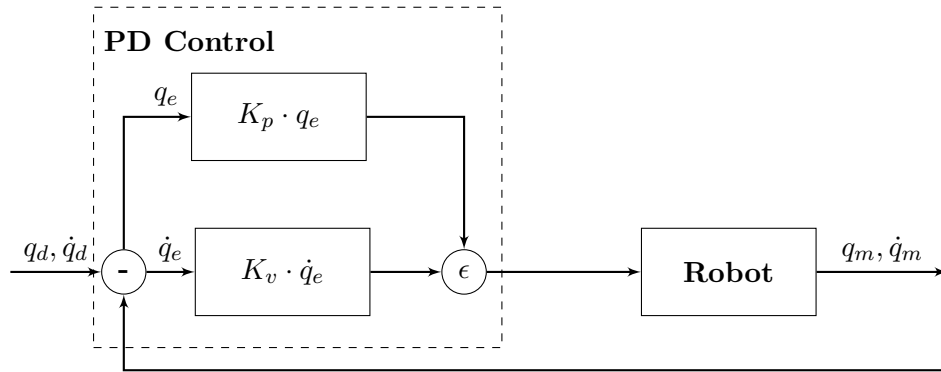 PD Control
q_e
K_p · q_e
q_d, q̇_d
-
q̇_e
K_v · q̇_e
ϵ
Robot
q_m, q̇_m